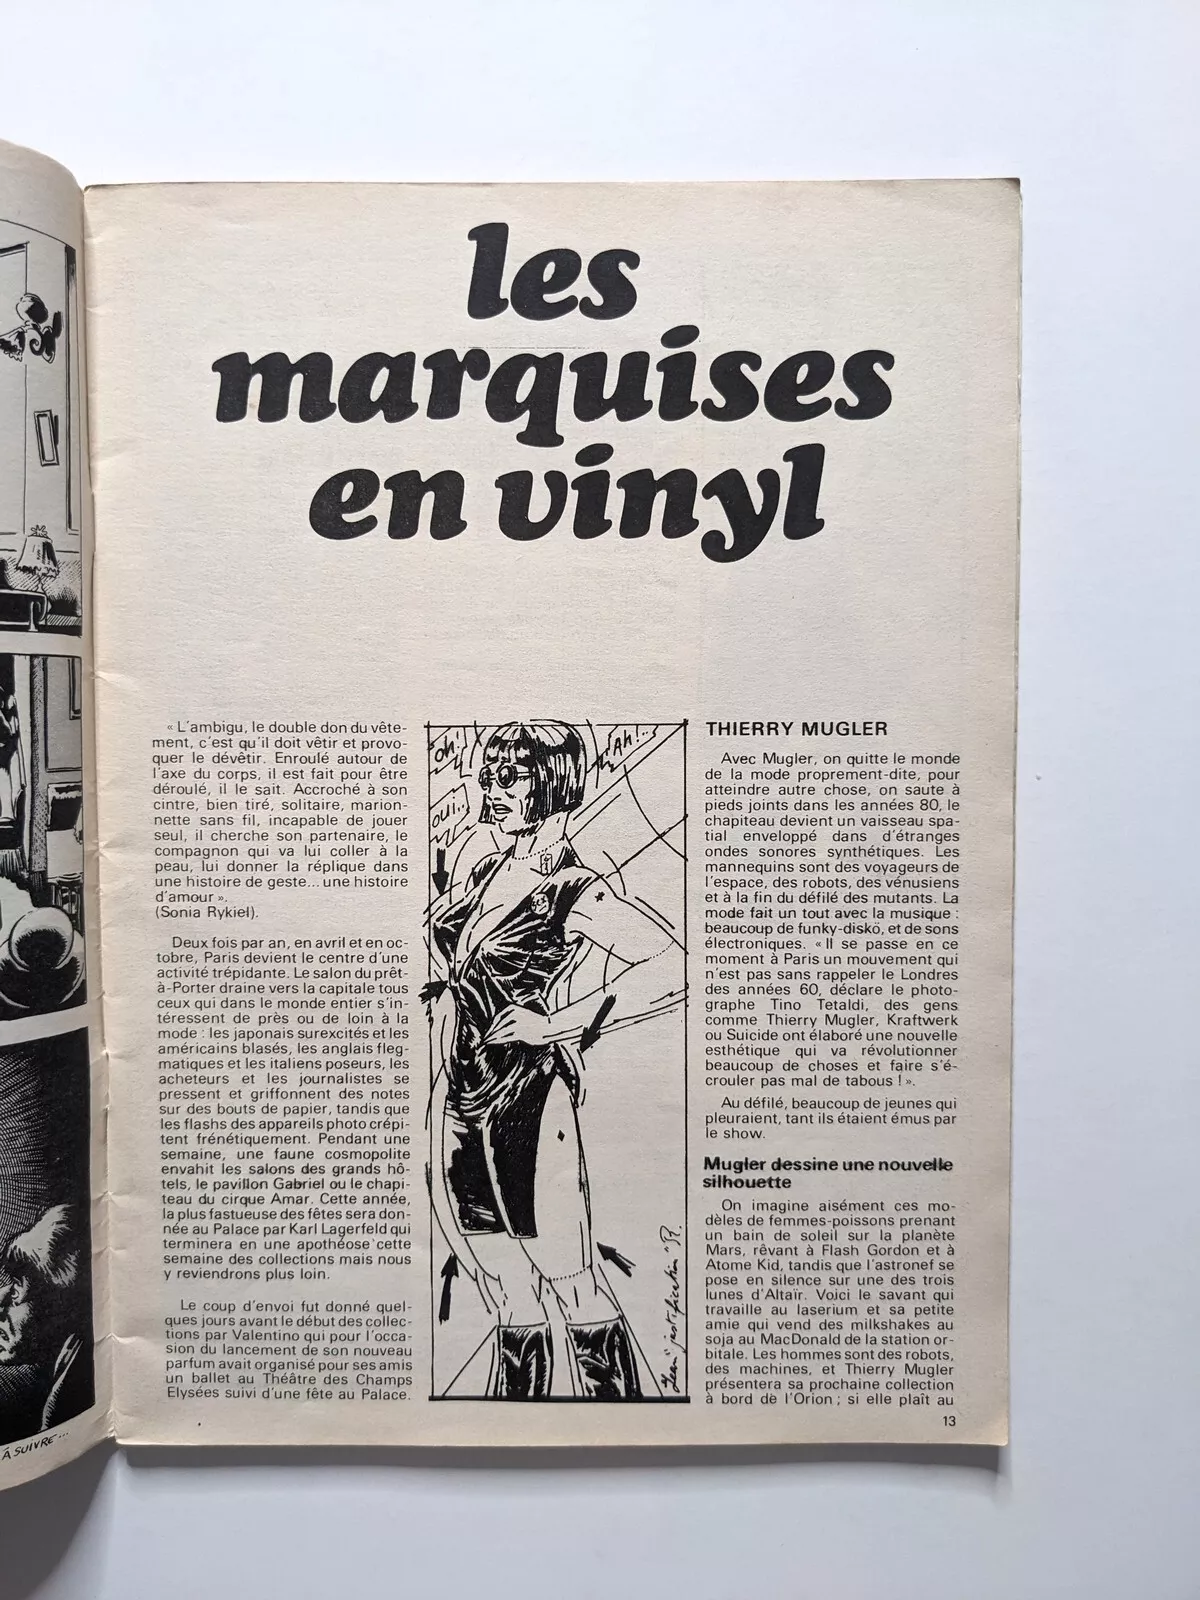 les
marquises
en vinyl
« L'ambigu, le double don du vête-
ment, c'est qu'il doit vêtir et provo-
quer le dévêtir. Enroulé autour de
l'axe du corps, il est fait pour être
déroulé, il le sait. Accroché à son
cintre, bien tiré, solitaire, marion-
nette sans fil, incapable de jouer
seul, il cherche son partenaire, le
compagnon qui va lui coller à la
peau, lui donner la réplique dans
une histoire de geste... une histoire
d'amour ».
(Sonia Rykiel).
Deux fois par an, en avril et en oc-
tobre, Paris devient le centre d'une
activité trépidante. Le salon du prêt-
à-Porter draine vers la capitale tous
ceux qui dans le monde entier s'in-
téressent de près ou de loin à la
mode : les japonais surexcités et les
américains blasés, les anglais fleg-
matiques et les italiens poseurs, les
acheteurs et les journalistes se
pressent et griffonnent des notes
sur des bouts de papier, tandis que
les flashs des appareils photo crépi-
tent frénétiquement. Pendant une
semaine, une faune cosmopolite
envahit les salons des grands hô-
tels, le pavillon Gabriel ou le chapi-
teau du cirque Amar. Cette année,
la plus fastueuse des fêtes sera don-
née au Palace par Karl Lagerfeld qui
terminera en une apothéose cette
semaine des collections mais nous
y reviendrons plus loin.
Le coup d'envoi fut donné quel-
ques jours avant le début des collec-
tions par Valentino qui pour l'occa-
sion du lancement de son nouveau
parfum avait organisé pour ses amis
un ballet au Théâtre des Champs
Elysées suivi d'une fête au Palace.
oh!
Ah!..
oui...
Jean "justification" P.
THIERRY MUGLER
Avec Mugler, on quitte le monde
de la mode proprement-dite, pour
atteindre autre chose, on saute à
pieds joints dans les années 80, le
chapiteau devient un vaisseau spa-
tial enveloppé dans d'étranges
ondes sonores synthétiques. Les
mannequins sont des voyageurs de
l'espace, des robots, des vénusiens
et à la fin du défilé des mutants. La
mode fait un tout avec la musique :
beaucoup de funky-diskö, et de sons
électroniques. « Il se passe en ce
moment à Paris un mouvement qui
n'est pas sans rappeler le Londres
des années 60, déclare le photo-
graphe Tino Tetaldi, des gens
comme Thierry Mugler, Kraftwerk
ou Suicide ont élaboré une nouvelle
esthétique qui va révolutionner
beaucoup de choses et faire s'é-
crouler pas mal de tabous ! ».
Au défilé, beaucoup de jeunes qui
pleuraient, tant ils étaient émus par
le show.
Mugler dessine une nouvelle
silhouette
On imagine aisément ces mo-
dèles de femmes-poissons prenant
un bain de soleil sur la planète
Mars, rêvant à Flash Gordon et à
Atome Kid, tandis que l'astronef se
pose en silence sur une des trois
lunes d'Altaïr. Voici le savant qui
travaille au laserium et sa petite
amie qui vend des milkshakes au
soja au MacDonald de la station or-
bitale. Les hommes sont des robots,
des machines, et Thierry Mugler
présentera sa prochaine collection
à bord de l'Orion ; si elle plaît au
13
À SUIVRE...